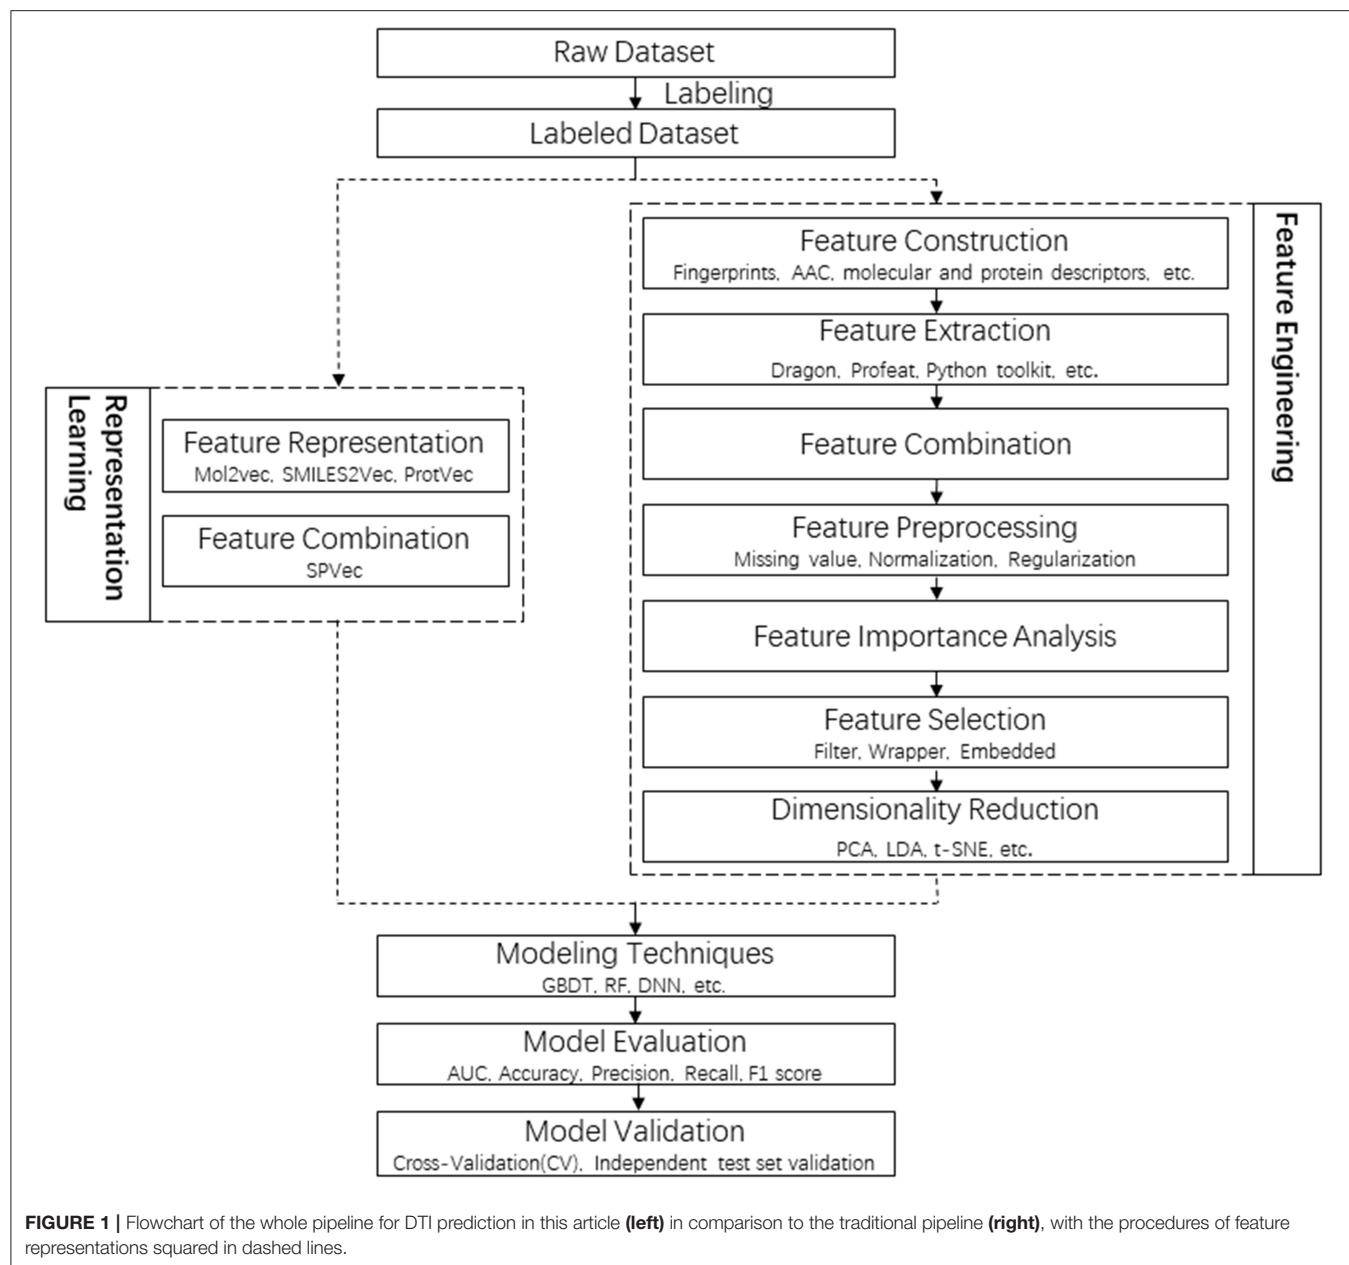 Raw Dataset
Labeling
Labeled Dataset
Representation
Learning
Feature Representation
Mol2vec, SMILES2Vec, ProtVec
Feature Combination
SPVec
Feature Engineering
Feature Construction
Fingerprints, AAC, molecular and protein descriptors, etc.
Feature Extraction
Dragon, Profeat, Python toolkit, etc.
Feature Combination
Feature Preprocessing
Missing value, Normalization, Regularization
Feature Importance Analysis
Feature Selection
Filter, Wrapper, Embedded
Dimensionality Reduction
PCA, LDA, t-SNE, etc.
Modeling Techniques
GBDT, RF, DNN, etc.
Model Evaluation
AUC, Accuracy, Precision, Recall, F1 score
Model Validation
Cross-Validation(CV), Independent test set validation
FIGURE 1 | Flowchart of the whole pipeline for DTI prediction in this article (left) in comparison to the traditional pipeline (right), with the procedures of feature
representations squared in dashed lines.